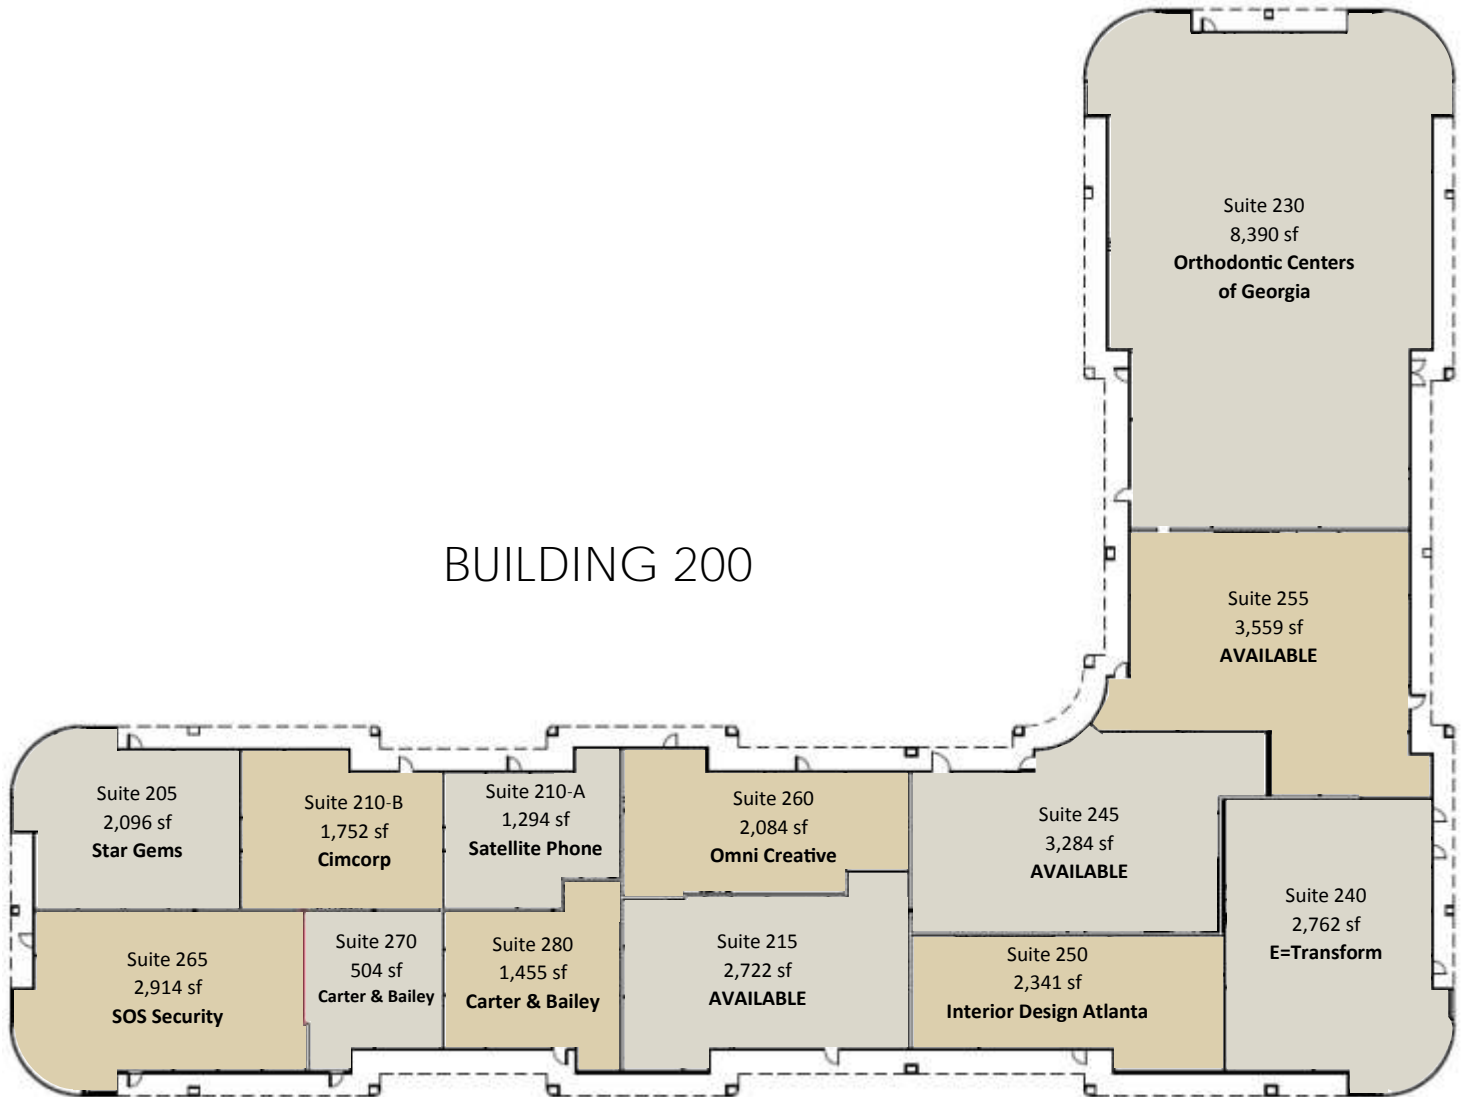 Suite 230
8,390 sf
Orthodontic Centers
of Georgia
BUILDING 200
Suite 255
3,559 sf
AVAILABLE
Suite 205
2,096 sf
Star Gems
Suite 210-B
1,752 sf
Cimcorp
Suite 210-A
1,294 sf
Satellite Phone
Suite 260
2,084 sf
Omni Creative
Suite 245
3,284 sf
AVAILABLE
Suite 240
2,762 sf
E=Transform
Suite 265
2,914 sf
SOS Security
Suite 270
504 sf
Carter & Bailey
Suite 280
1,455 sf
Carter & Bailey
Suite 215
2,722 sf
AVAILABLE
Suite 250
2,341 sf
Interior Design Atlanta